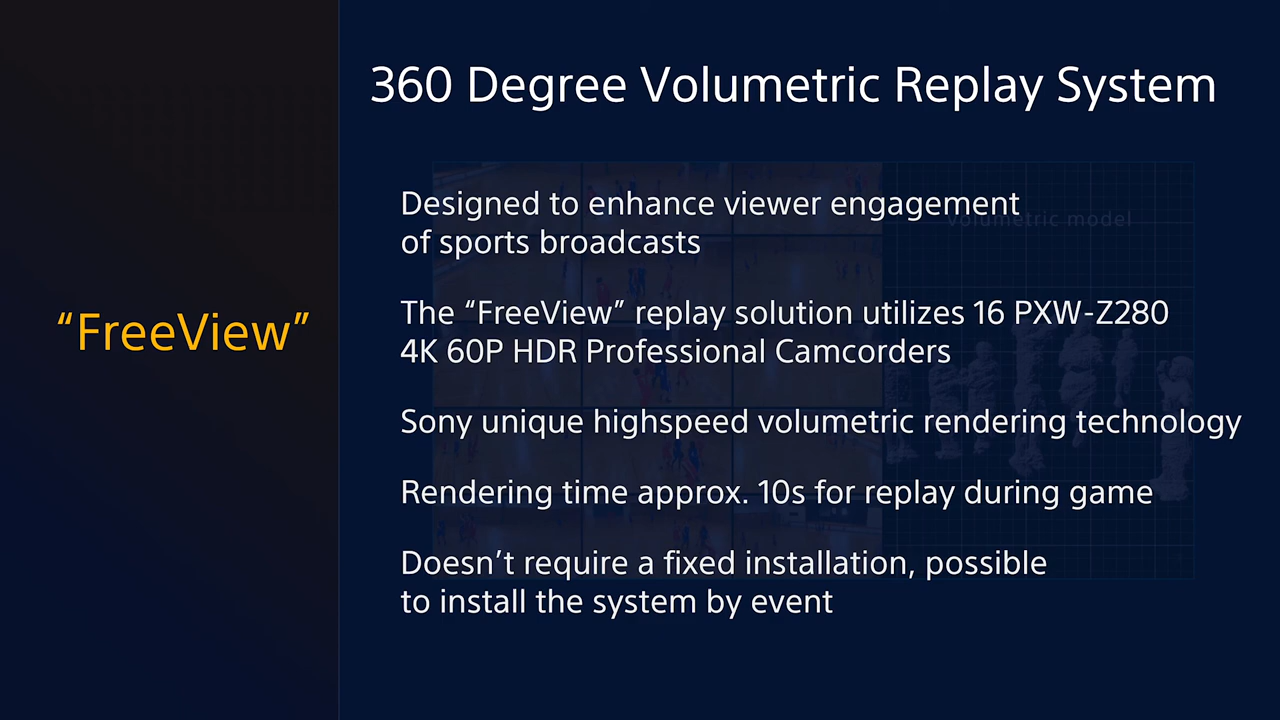 360 Degree Volumetric Replay System
"FreeView"
Designed to enhance viewer engagement
of sports broadcasts
volumetric model
The "FreeView" replay solution utilizes 16 PXW-Z280
4K 60P HDR Professional Camcorders
Sony unique highspeed volumetric rendering technology
Rendering time approx. 10s for replay during game
Doesn't require a fixed installation, possible
to install the system by event